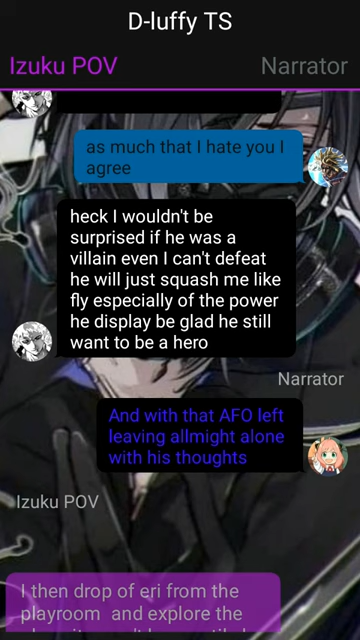 D-luffy TS
Izuku POV
Narrator
as much that I hate you I
agree
heck I wouldn't be
surprised if he was a
villain even I can't defeat
he will just squash me like
fly especially of the power
he display be glad he still
want to be a hero
Narrator
And with that AFO left
leaving allmight alone
with his thoughts
Izuku POV
I then drop of eri from the
playroom and explore the